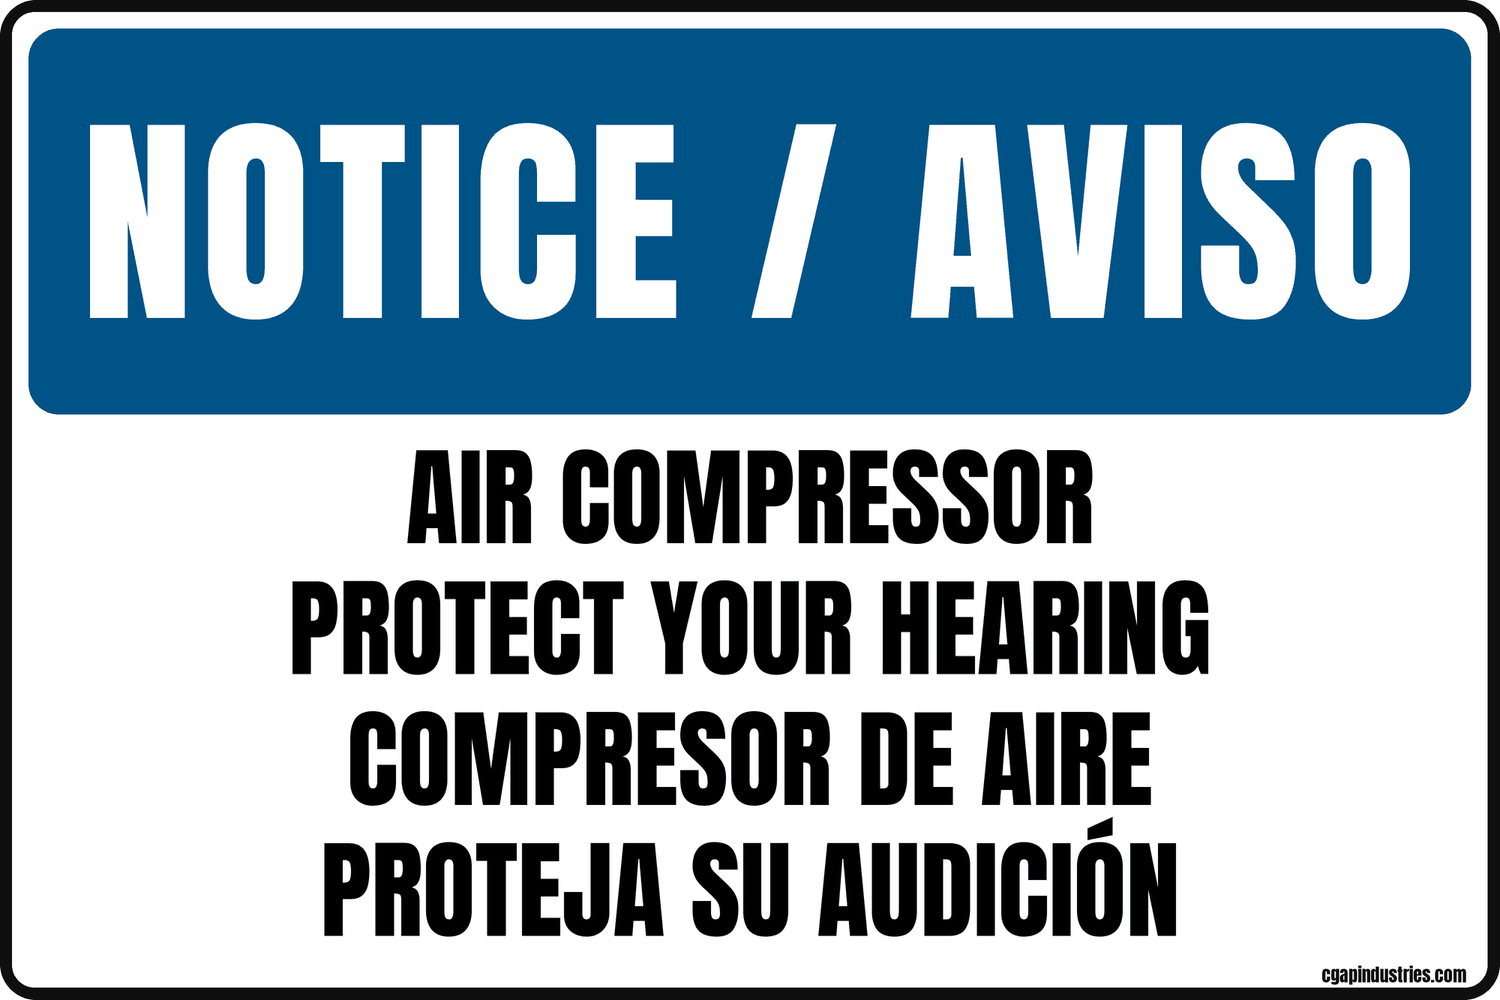 NOTICE / AVISO
AIR COMPRESSOR
PROTECT YOUR HEARING
COMPRESOR DE AIRE
PROTEJA SU AUDICIÓN
cgapindustries.com